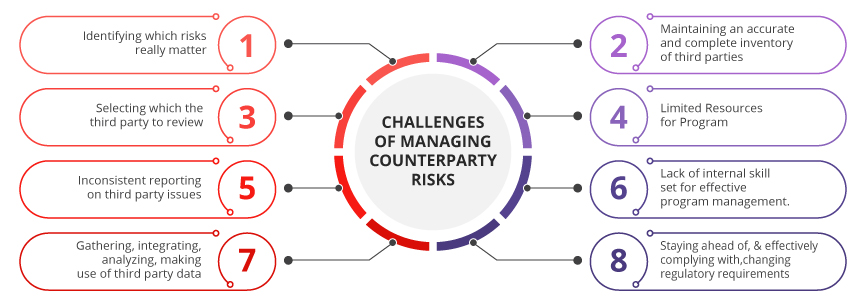 Identifying which risks
really matter
1
2
Maintaining an accurate
and complete inventory
of third parties
Selecting which the
third party to review
3
4
Limited Resources
for Program
CHALLENGES
OF MANAGING
COUNTERPARTY
RISKS
Inconsistent reporting
on third party issues
5
6
Lack of internal skill
set for effective
program management.
Gathering, integrating,
analyzing, making
use of third party data
7
8
Staying ahead of, & effectively
complying with,changing
regulatory requirements